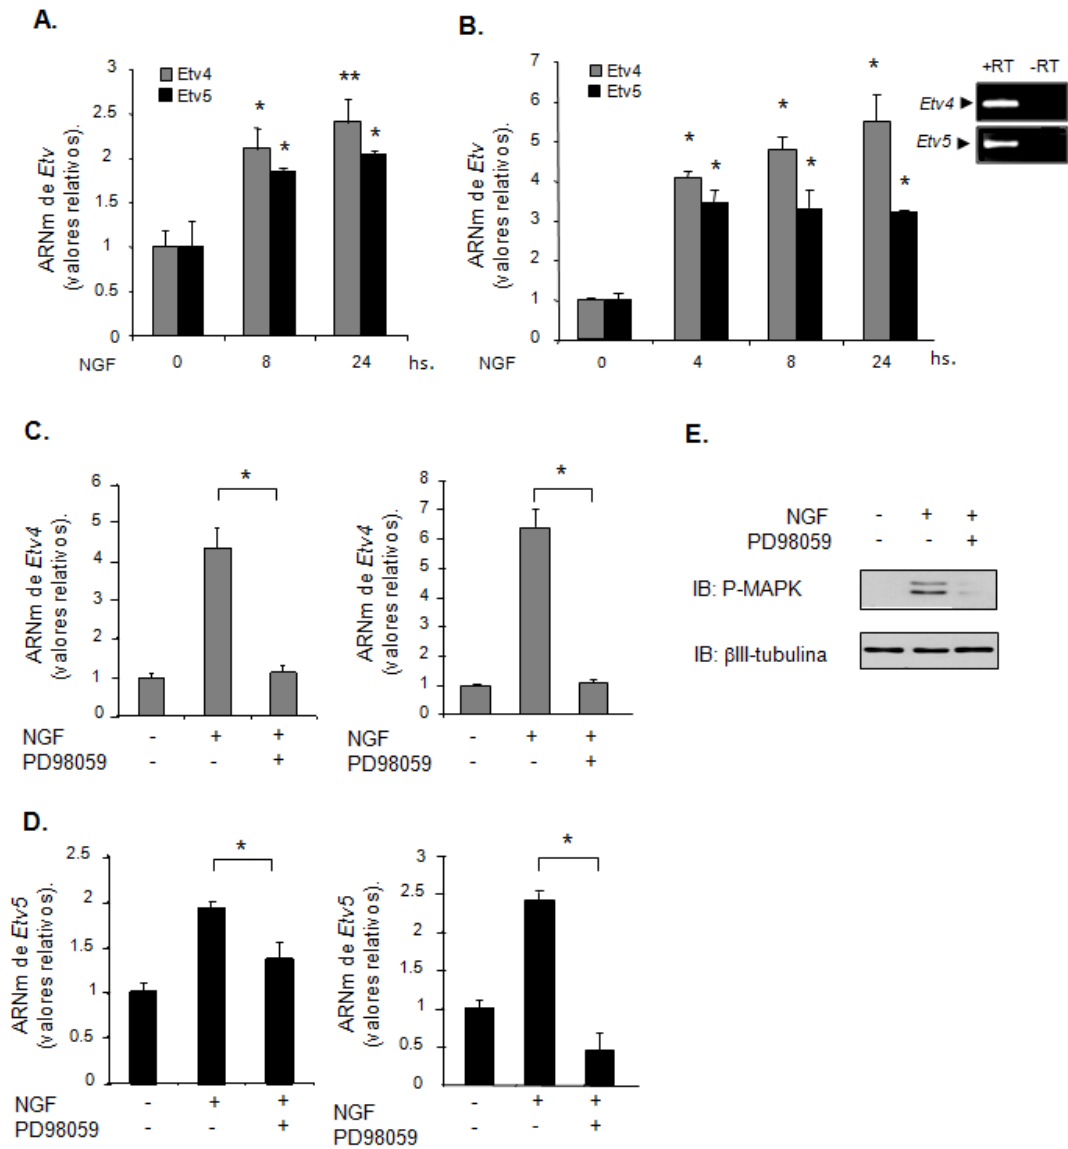 A.
ARNm de Etv
(valores relativos).
3
2.5
2
1.5
1
0.5
0
Etv4
Etv5
*
*
**
*
NGF 0 8 24 hs.
B.
ARNm de Etv
(valores relativos).
7
6
5
4
3
2
1
0
Etv4
Etv5
*
*
*
*
*
*
NGF 0 4 8 24 hs.
+RT -RT
Etv4
Etv5
C.
ARNm de Etv4
(valores relativos).
6
5
4
3
2
1
0
*
NGF - + +
PD98059 - - +
ARNm de Etv4
(valores relativos).
8
7
6
5
4
3
2
1
0
*
NGF - + +
PD98059 - - +
E.
NGF - + +
PD98059 - - +
IB: P-MAPK
IB: βIII-tubulina
D.
ARNm de Etv5
(valores relativos).
2.5
2
1.5
1
0.5
0
*
NGF - + +
PD98059 - - +
ARNm de Etv5
(valores relativos).
3
2.5
2
1.5
1
0.5
0
*
NGF - + +
PD98059 - - +